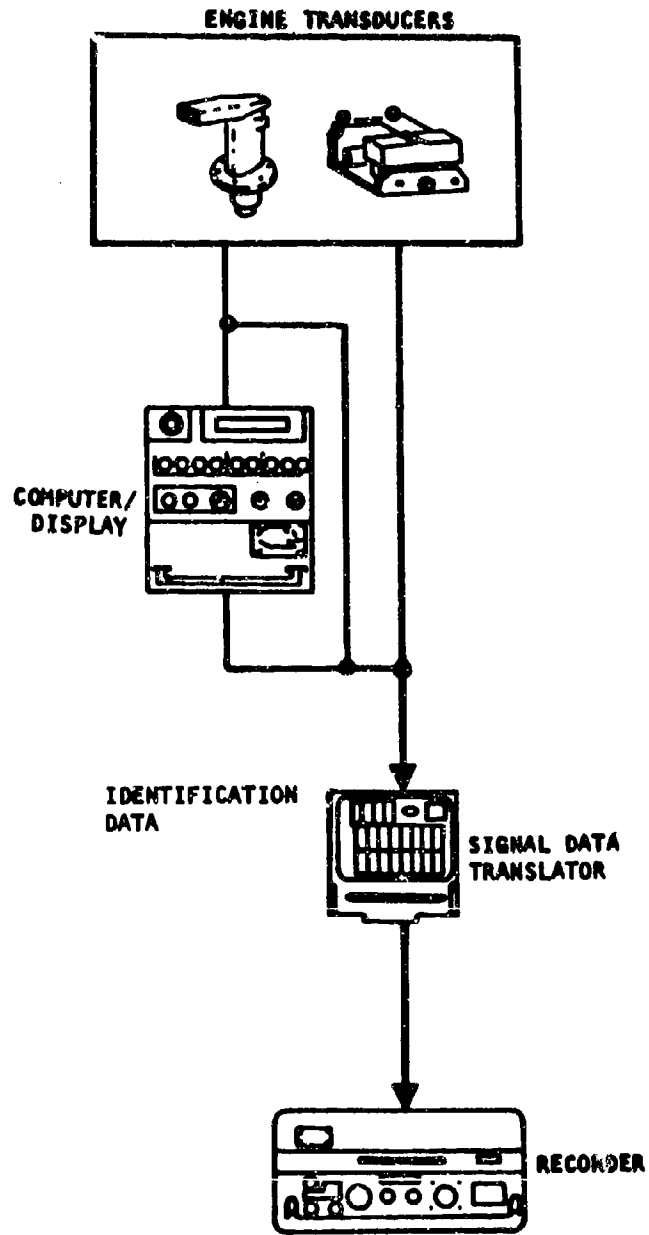 ENGINE TRANSDUCERS
COMPUTER/
DISPLAY
IDENTIFICATION
DATA
SIGNAL DATA
TRANSLATOR
RECORDER